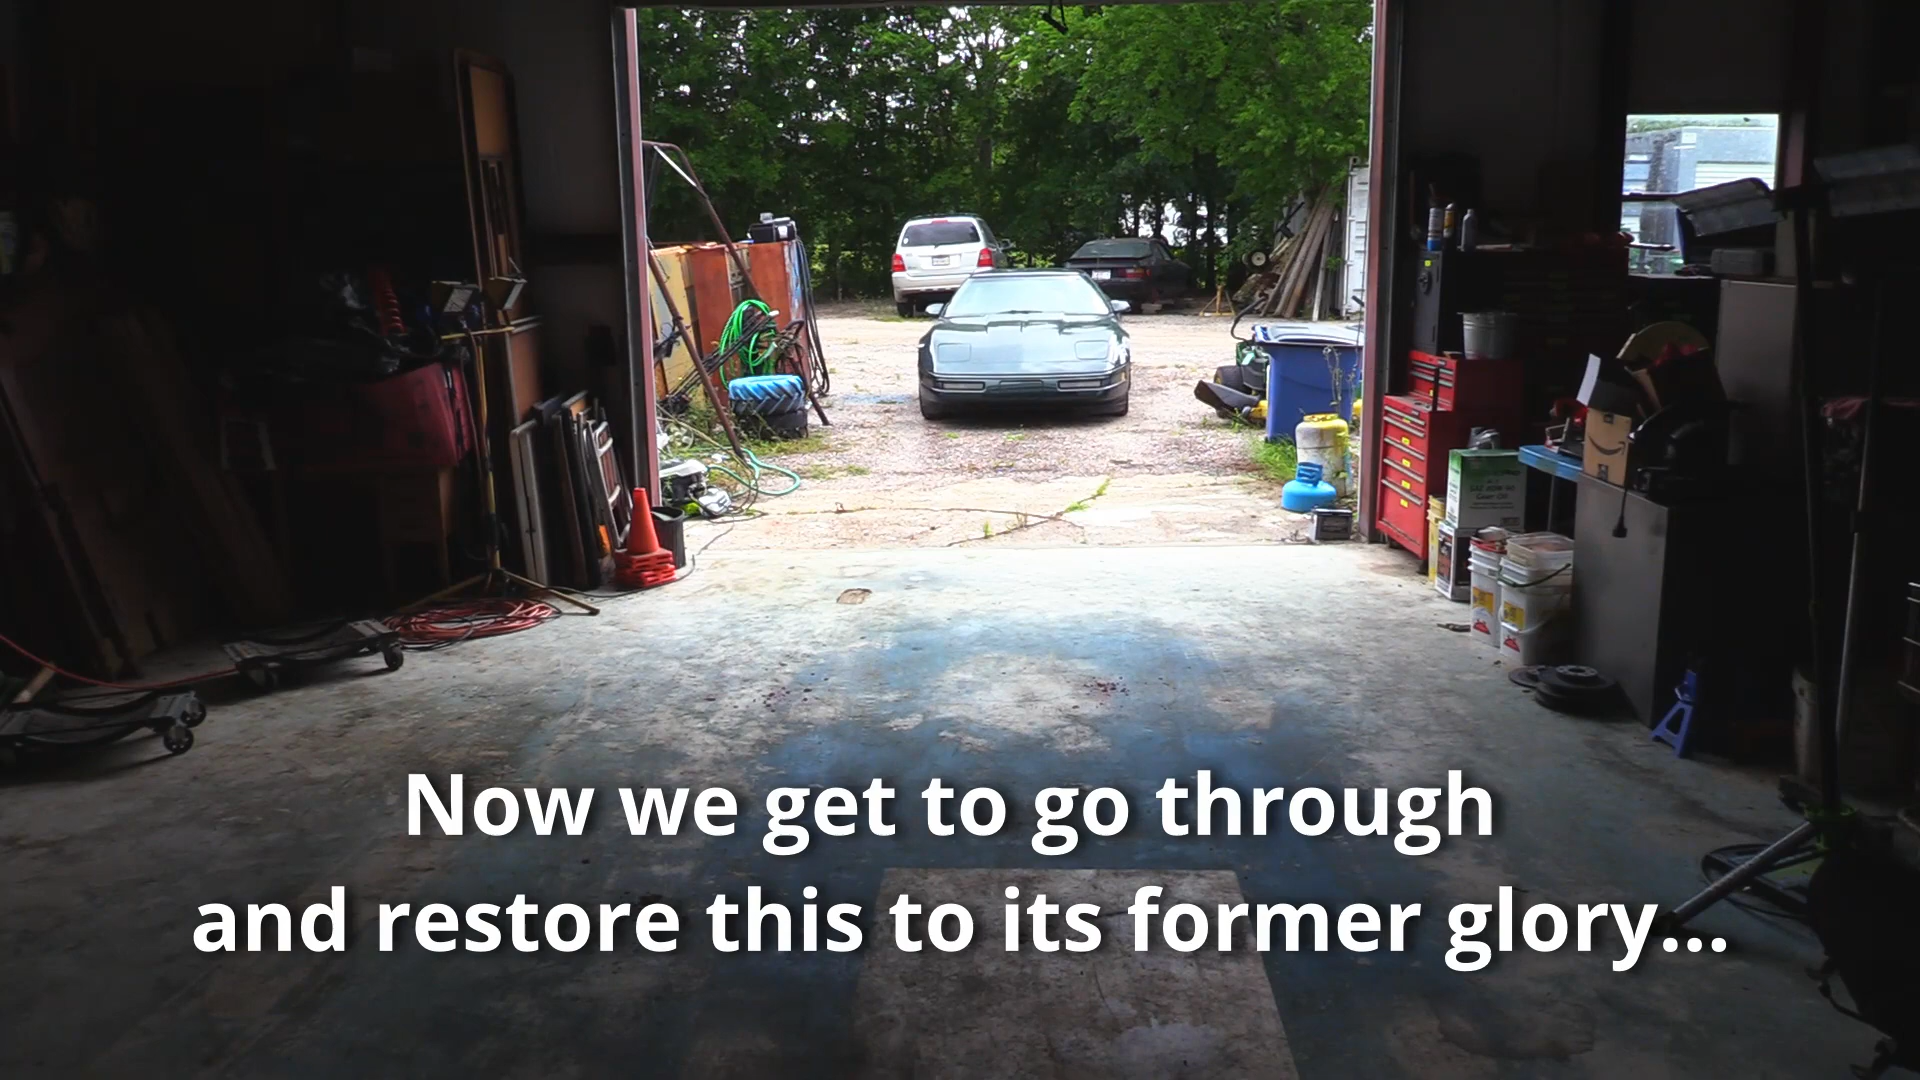 Now we get to go through
and restore this to its former glory...